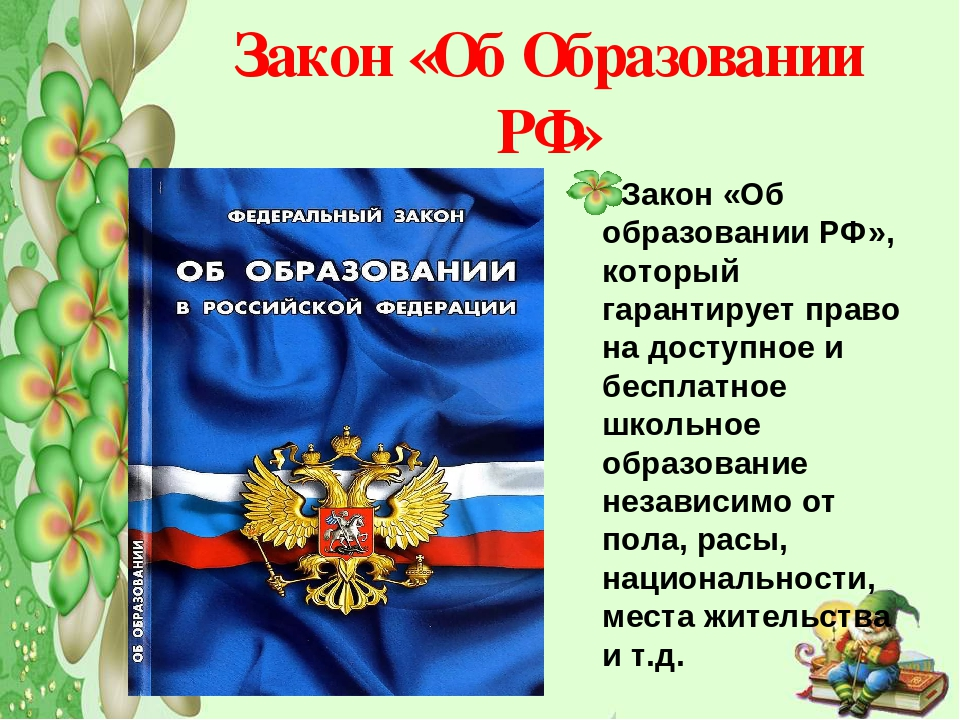 Закон «Об Образовании
РФ»
ФЕДЕРАЛЬНЫЙ ЗАКОН
ОБ ОБРАЗОВАНИИ
В РОССИЙСКОЙ ФЕДЕРАЦИИ
ОБ ОБРАЗОВАНИИ
Закон «Об
образовании РФ»,
который
гарантирует право
на доступное и
бесплатное
школьное
образование
независимо от
пола, расы,
национальности,
места жительства
и т.д.